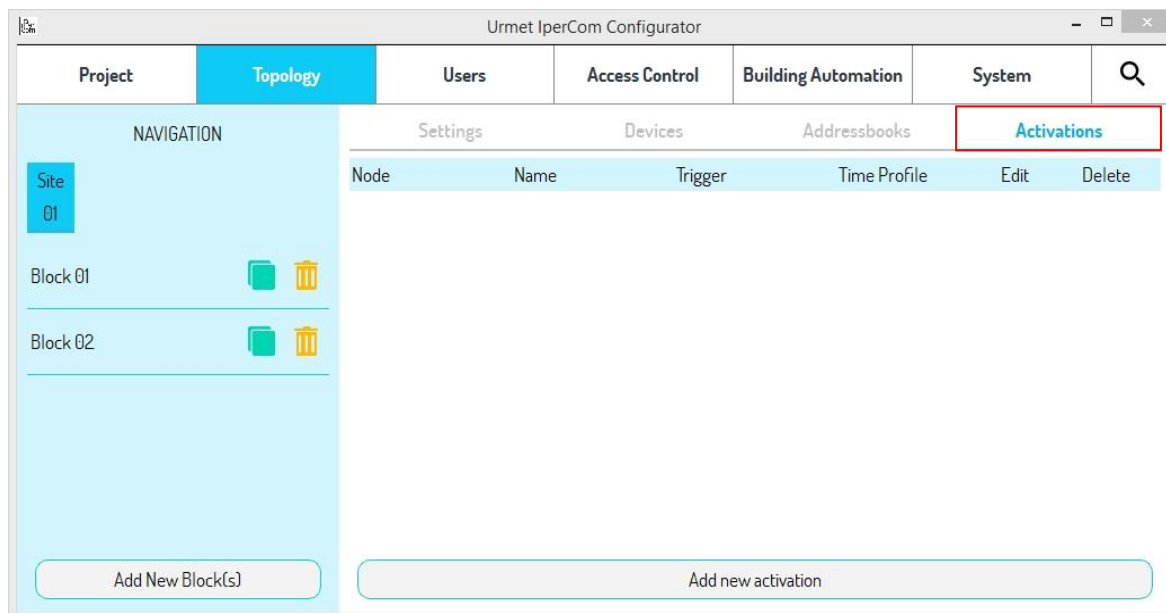 Urmet IperCom Configurator
Project Topology Users Access Control Building Automation System
NAVIGATION
Settings Devices Addressbooks Activations
Site
01
Node Name Trigger Time Profile Edit Delete
Block 01
Block 02
Add New Block(s)
Add new activation